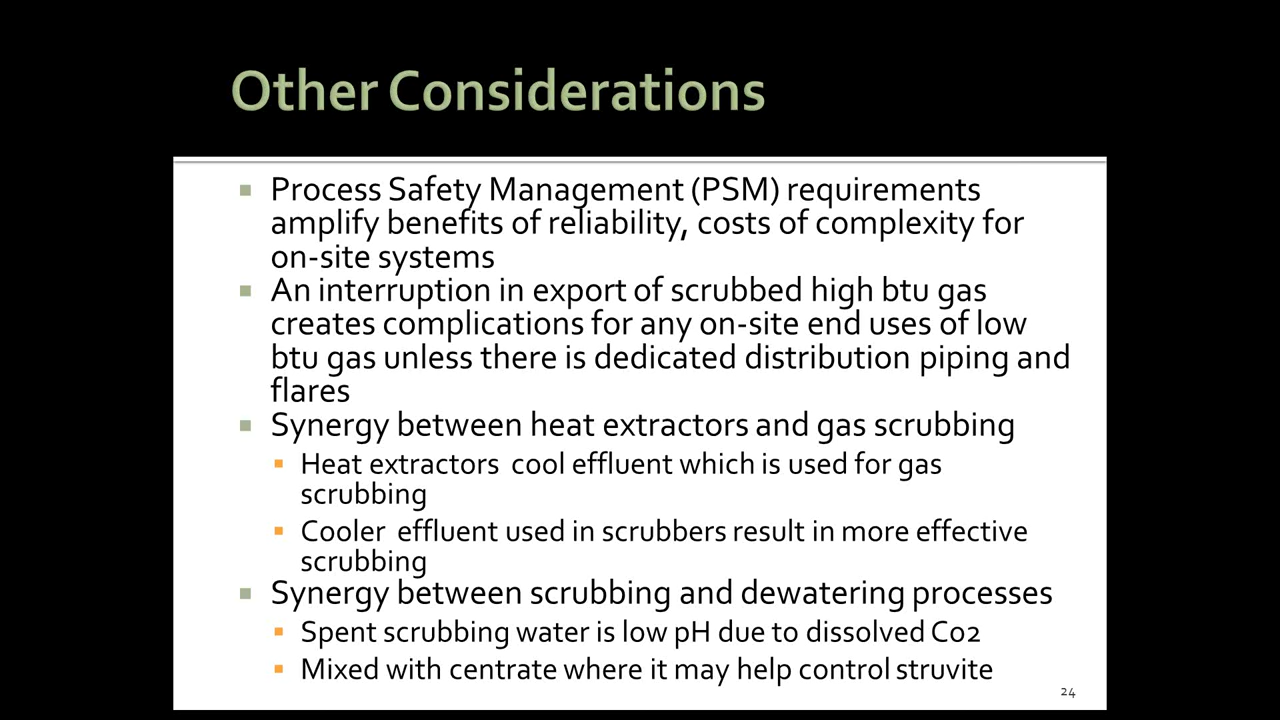 Other Considerations
Process Safety Management (PSM) requirements
amplify benefits of reliability, costs of complexity for
on-site systems
An interruption in export of scrubbed high btu gas
creates complications for any on-site end uses of low
btu gas unless there is dedicated distribution piping and
flares
Synergy between heat extractors and gas scrubbing
Heat extractors cool effluent which is used for gas
scrubbing
Cooler effluent used in scrubbers result in more effective
scrubbing
Synergy between scrubbing and dewatering processes
Spent scrubbing water is low pH due to dissolved Co2
Mixed with centrate where it may help control struvite
24